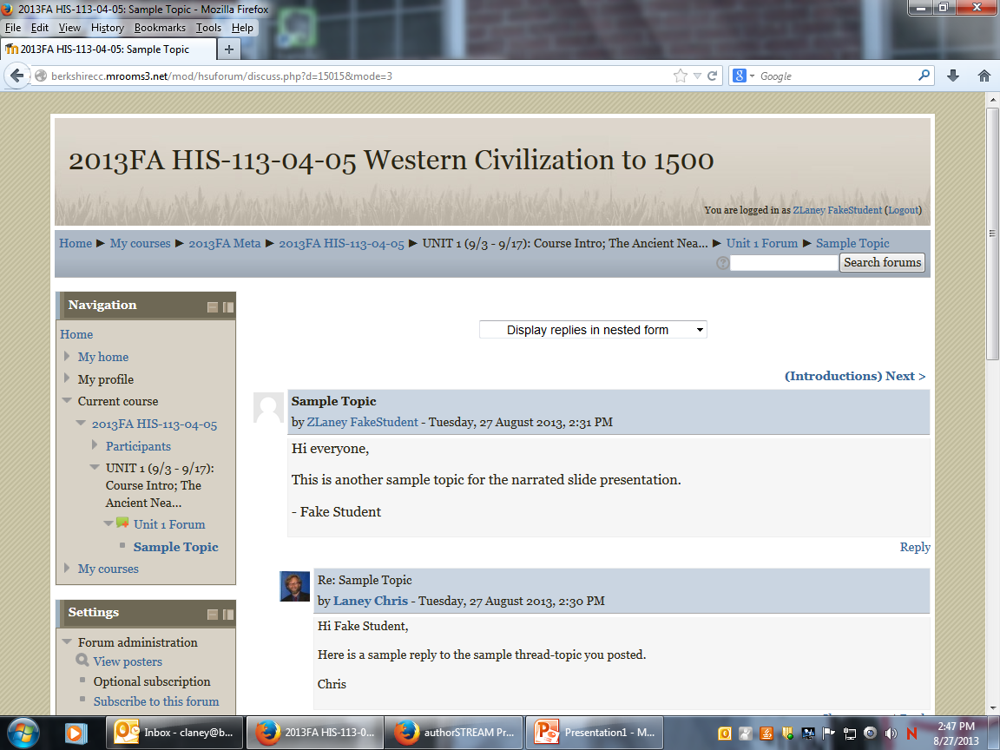 2013FA HIS-113-04-05: Sample Topic - Mozilla Firefox
File Edit View History Bookmarks Tools Help
2013FA HIS-113-04-05: Sample Topic
berkshirecc.mrooms3.net/mod/hsuforum/discuss.php?d=15015&mode=3
Google
2013FA HIS-113-04-05 Western Civilization to 1500
You are logged in as ZLaney FakeStudent (Logout)
Home ► My courses ► 2013FA Meta ► 2013FA HIS-113-04-05 ► UNIT 1 (9/3 - 9/17): Course Intro; The Ancient Nea... ► Unit 1 Forum ► Sample Topic
Search forums
Navigation
Home
My home
My profile
Current course
2013FA HIS-113-04-05
Participants
UNIT 1 (9/3 - 9/17):
Course Intro; The
Ancient Nea...
Unit 1 Forum
Sample Topic
My courses
Settings
Forum administration
View posters
Optional subscription
Subscribe to this forum
Display replies in nested form
(Introductions) Next >
Sample Topic
by ZLaney FakeStudent - Tuesday, 27 August 2013, 2:31 PM
Hi everyone,
This is another sample topic for the narrated slide presentation.
- Fake Student
Reply
Re: Sample Topic
by Laney Chris - Tuesday, 27 August 2013, 2:30 PM
Hi Fake Student,
Here is a sample reply to the sample thread-topic you posted.
Chris
Inbox - claney@b...
2013FA HIS-113-0...
authorSTREAM Pr...
Presentation1 - M...
2:47 PM
8/27/2013